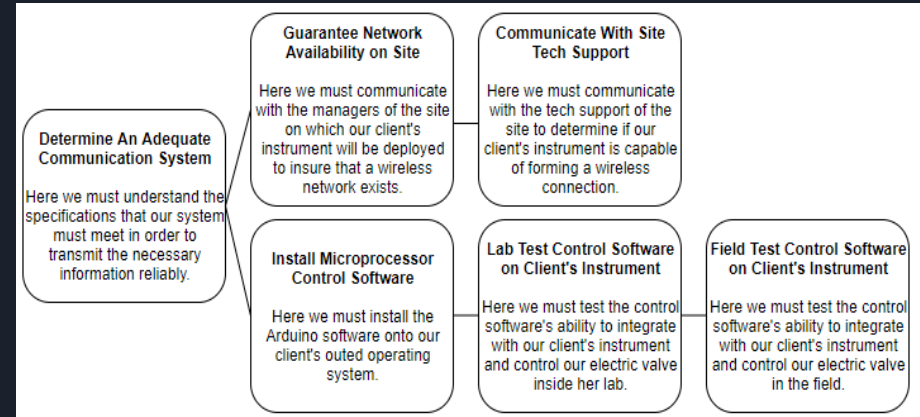 Determine An Adequate
Communication System
Here we must understand the
specifications that our system
must meet in order to
transmit the necessary
information reliably.
Guarantee Network
Availability on Site
Here we must communicate
with the managers of the site
on which our client's
instrument will be deployed
to insure that a wireless
network exists.
Communicate With Site
Tech Support
Here we must communicate
with the tech support of the
site to determine if our
client's instrument is capable
of forming a wireless
connection.
Install Microprocessor
Control Software
Here we must install the
Arduino software onto our
client's outed operating
system.
Lab Test Control Software
on Client's Instrument
Here we must test the control
software's ability to integrate
with our client's instrument
and control our electric valve
inside her lab.
Field Test Control Software
on Client's Instrument
Here we must test the control
software's ability to integrate
with our client's instrument
and control our electric valve
in the field.